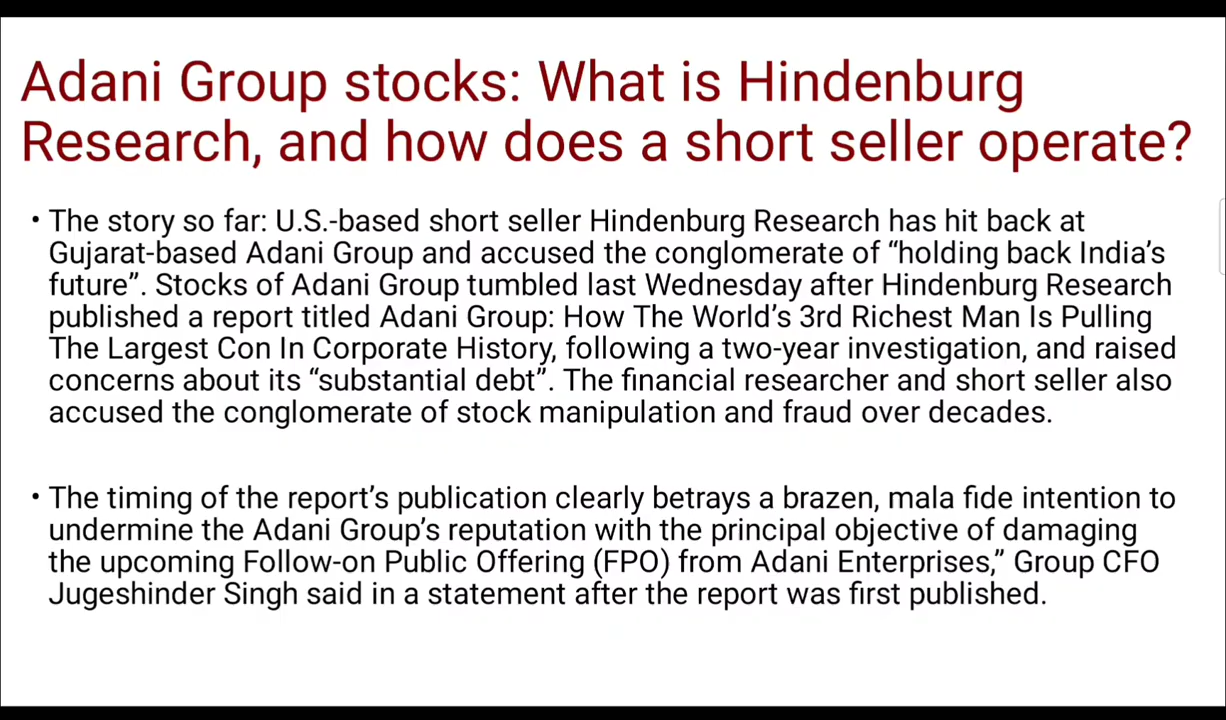 Adani Group stocks: What is Hindenburg
Research, and how does a short seller operate?
• The story so far: U.S.-based short seller Hindenburg Research has hit back at
Gujarat-based Adani Group and accused the conglomerate of “holding back India’s
future”. Stocks of Adani Group tumbled last Wednesday after Hindenburg Research
published a report titled Adani Group: How The World’s 3rd Richest Man Is Pulling
The Largest Con In Corporate History, following a two-year investigation, and raised
concerns about its “substantial debt”. The financial researcher and short seller also
accused the conglomerate of stock manipulation and fraud over decades.
• The timing of the report’s publication clearly betrays a brazen, mala fide intention to
undermine the Adani Group’s reputation with the principal objective of damaging
the upcoming Follow-on Public Offering (FPO) from Adani Enterprises,” Group CFO
Jugeshinder Singh said in a statement after the report was first published.